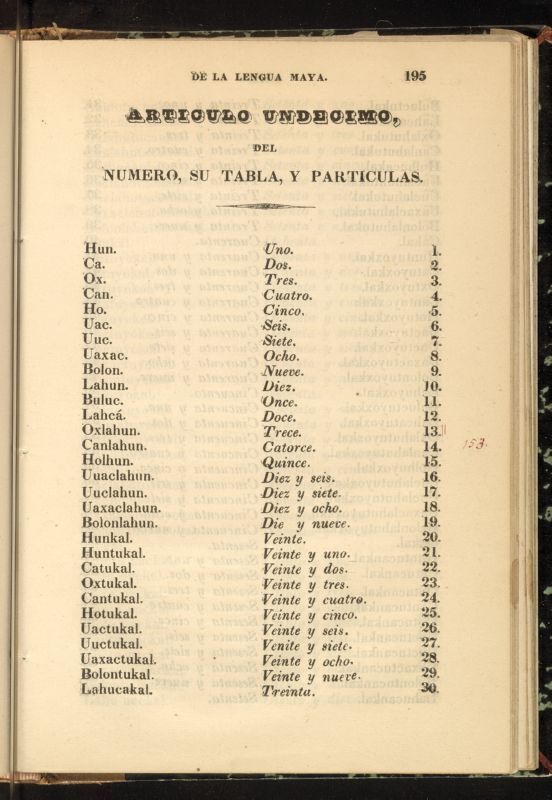 DE LA LENGUA MAYA. 195
ARTICULO UNDECIMO,
DEL
NUMERO, SU TABLA, Y PARTICULAS.
Hun. Uno. 1.
Ca. Dos. 2.
Ox. Tres. 3.
Can. Cuatro. 4.
Ho. Cinco. 5.
Uac. Seis. 6.
Uuc. Siete. 7.
Uaxac. Ocho. 8.
Bolon. Nueve. 9.
Lahun. Diez. 10.
Buluc. Once. 11.
Lahcá. Doce. 12.
Oxlahun. Trece. 13.
Canlahun. Catorce. 14. 153.
Holhun. Quince. 15.
Uuaclahun. Diez y seis. 16.
Uuclahun. Diez y siete. 17.
Uaxaclahun. Diez y ocho. 18.
Bolonlahun. Die y nueve. 19.
Hunkal. Veinte. 20.
Huntukal. Veinte y uno. 21.
Catukal. Veinte y dos. 22.
Oxtukal. Veinte y tres. 23.
Cantukal. Veinte y cuatro. 24.
Hotukal. Veinte y cinco. 25.
Uactukal. Veinte y seis. 26.
Uuctukal. Venite y siete. 27.
Uaxactukal. Veinte y ocho. 28.
Bolontukal. Veinte y nueve. 29.
Lahucakal. Treinta. 30.